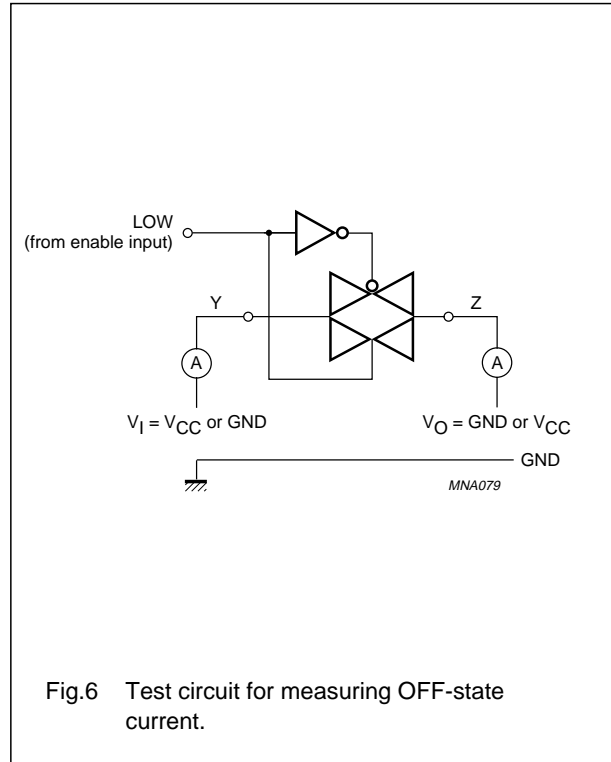 LOW
(from enable input)
Y
Z
A
A
V_I = V_CC or GND
V_O = GND or V_CC
GND
MNA079
Fig.6 Test circuit for measuring OFF-state
current.